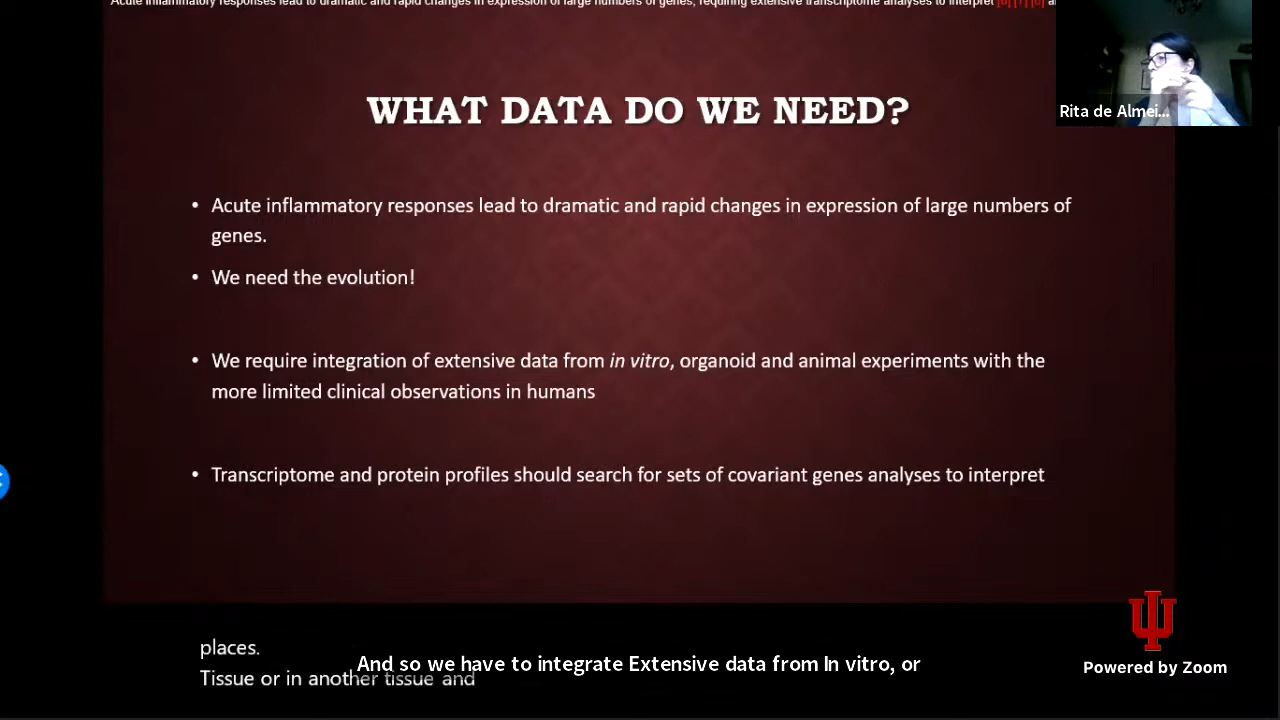 Acute inflammatory responses lead to dramatic and rapid changes in expression of large numbers of genes, requiring extensive transcriptome analyses to interpret
WHAT DATA DO WE NEED?
Rita de Almei...
• Acute inflammatory responses lead to dramatic and rapid changes in expression of large numbers of
genes.
• We need the evolution!
• We require integration of extensive data from in vitro, organoid and animal experiments with the
more limited clinical observations in humans
• Transcriptome and protein profiles should search for sets of covariant genes analyses to interpret
places.
Tissue or in another tissue and
And so we have to integrate Extensive data from In vitro, or
Powered by Zoom